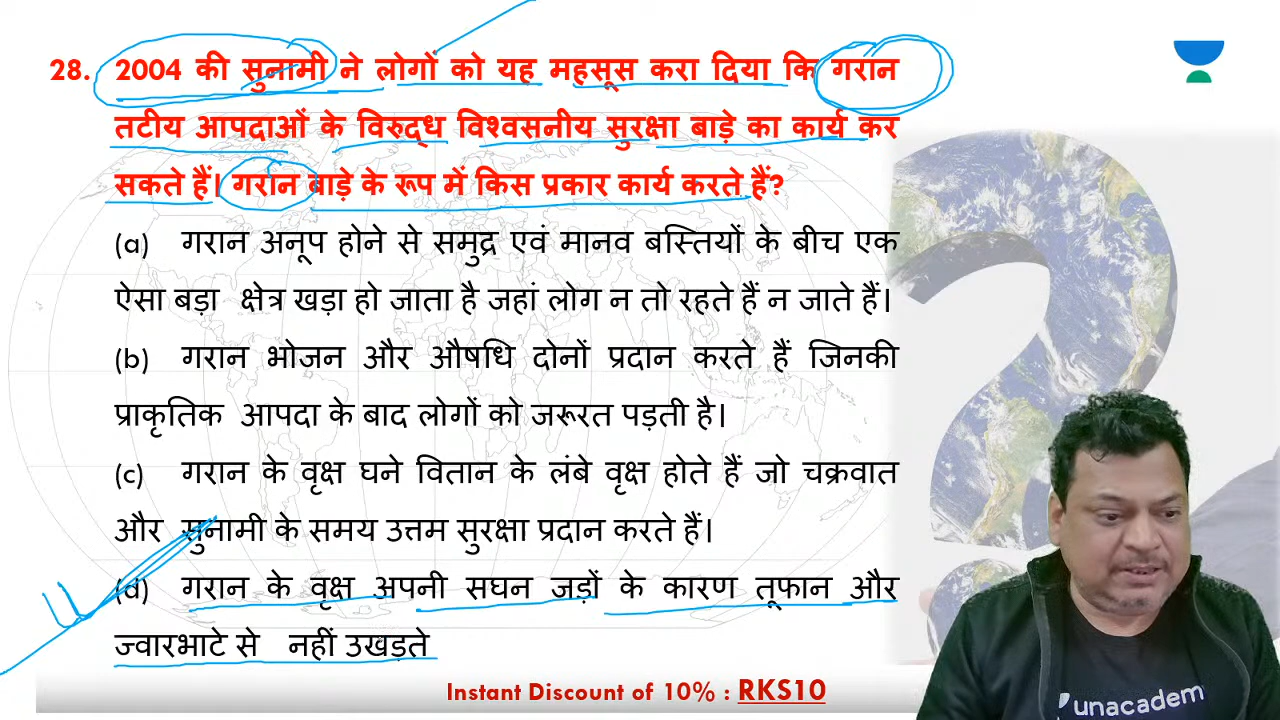 28. 2004 की सुनामी ने लोगों को यह महसूस करा दिया कि गरान
तटीय आपदाओं के विरुद्ध विश्वसनीय सुरक्षा बाड़े का कार्य कर
सकते हैं। गरान बाड़े के रूप में किस प्रकार कार्य करते हैं?
(a) गरान अनूप होने से समुद्र एवं मानव बस्तियों के बीच एक
ऐसा बड़ा क्षेत्र खड़ा हो जाता है जहां लोग न तो रहते हैं न जाते हैं।
(b) गरान भोजन और औषधि दोनों प्रदान करते हैं जिनकी
प्राकृतिक आपदा के बाद लोगों को जरूरत पड़ती है।
(c) गरान के वृक्ष घने वितान के लंबे वृक्ष होते हैं जो चक्रवात
और सुनामी के समय उत्तम सुरक्षा प्रदान करते हैं।
(d) गरान के वृक्ष अपनी सघन जड़ों के कारण तूफान और
ज्वारभाटे से नहीं उखड़ते
Instant Discount of 10% : RKS10
unacadem